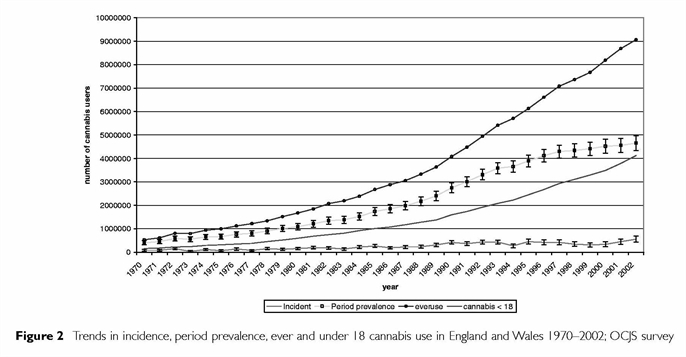 10000000
9000000
8000000
7000000
6000000
5000000
4000000
3000000
2000000
1000000
0
number of cannabis users
1970 1971 1972 1973 1974 1975 1976 1977 1978 1979 1980 1981 1982 1983 1984 1985 1986 1987 1988 1989 1990 1991 1992 1993 1994 1995 1996 1997 1998 1999 2000 2001 2002
year
Incident Period prevalence everuse cannabis < 18
Figure 2 Trends in incidence, period prevalence, ever and under 18 cannabis use in England and Wales 1970–2002; OCJS survey